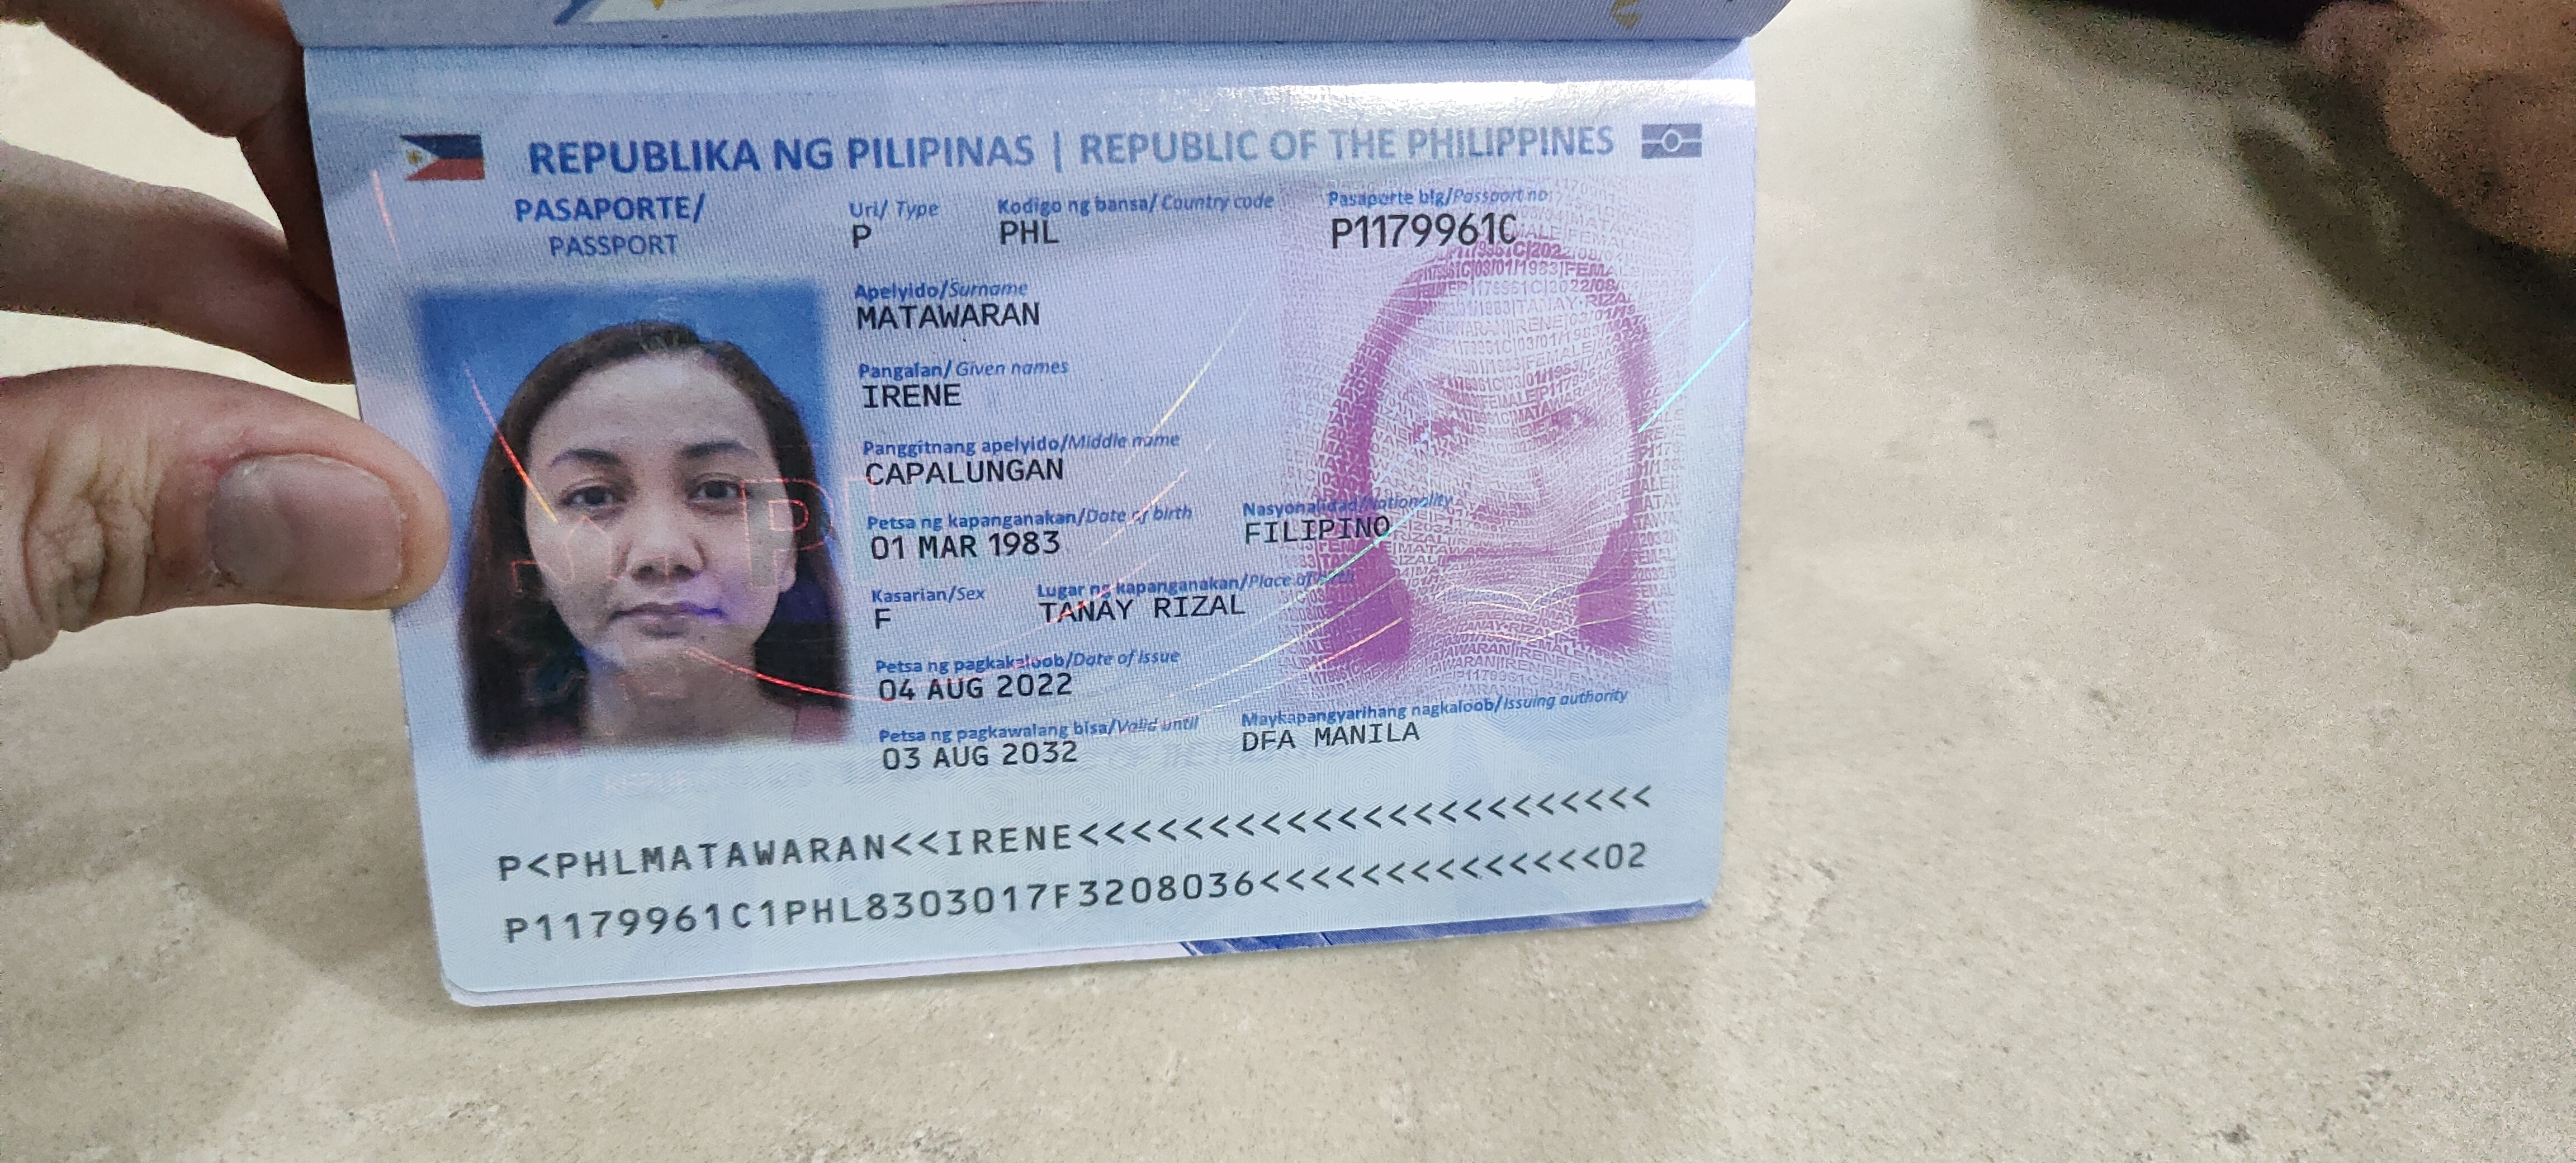 REPUBLIKA NG PILIPINAS | REPUBLIC OF THE PHILIPPINES
PASAPORTE/
PASSPORT
Uri/ Type
P
Kodigo ng bansa/ Country code
PHL
Pasaporte blg/Passport no:
P1179961C
Apelyido/Surname
MATAWARAN
Pangalan/ Given names
IRENE
Panggitnang apelyido/Middle name
CAPALUNGAN
Petsa ng kapanganakan/Date of birth
01 MAR 1983
Nasyonalidad/Nationality
FILIPINO
Kasarian/Sex
F
Lugar ng kapanganakan/Place of birth
TANAY RIZAL
Petsa ng pagkakaloob/Date of issue
04 AUG 2022
Petsa ng pagkawalang bisa/Valid until
03 AUG 2032
Maykapangyarihang nagkaloob/Issuing authority
DFA MANILA
P<PHLMATAWARAN<<IRENE<<<<<<<<<<<<<<<<<<<<<<<
P1179961C1PHL8303017F3208036<<<<<<<<<<<<<<02